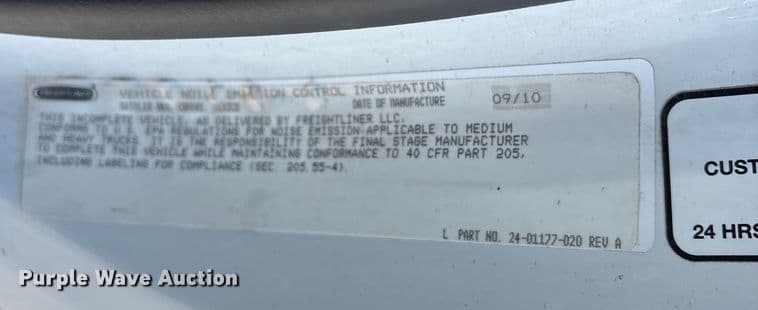 FREIGHTLINER
VEHICLE NOISE EMISSION CONTROL INFORMATION
DATE OF MANUFACTURE 09/10
THIS INCOMPLETE VEHICLE, AS DELIVERED BY FREIGHTLINER LLC,
CONFORMS TO U.S. EPA REGULATIONS FOR NOISE EMISSION APPLICABLE TO MEDIUM
AND HEAVY TRUCKS. IT IS THE RESPONSIBILITY OF THE FINAL STAGE MANUFACTURER
TO COMPLETE THIS VEHICLE WHILE MAINTAINING CONFORMANCE TO 40 CFR PART 205,
INCLUDING LABELING FOR COMPLIANCE (SEC. 205.55-4).
L PART NO. 24-01177-020 REV A
CUST
24 HRS
Purple Wave Auction